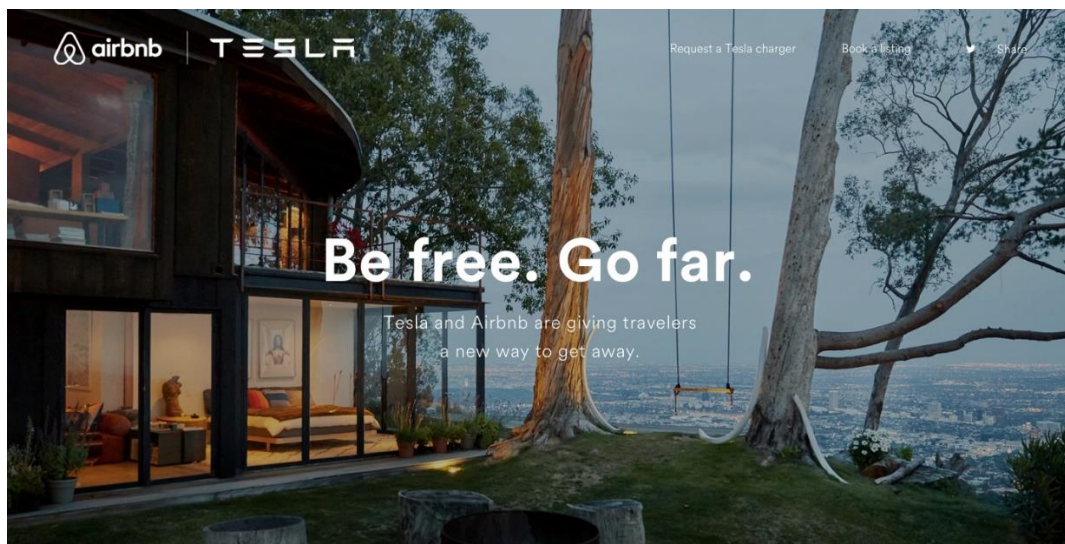 airbnb
TESLA
Request a Tesla charger
Book a listing
Share
Be free. Go far.
Tesla and Airbnb are giving travelers
a new way to get away.